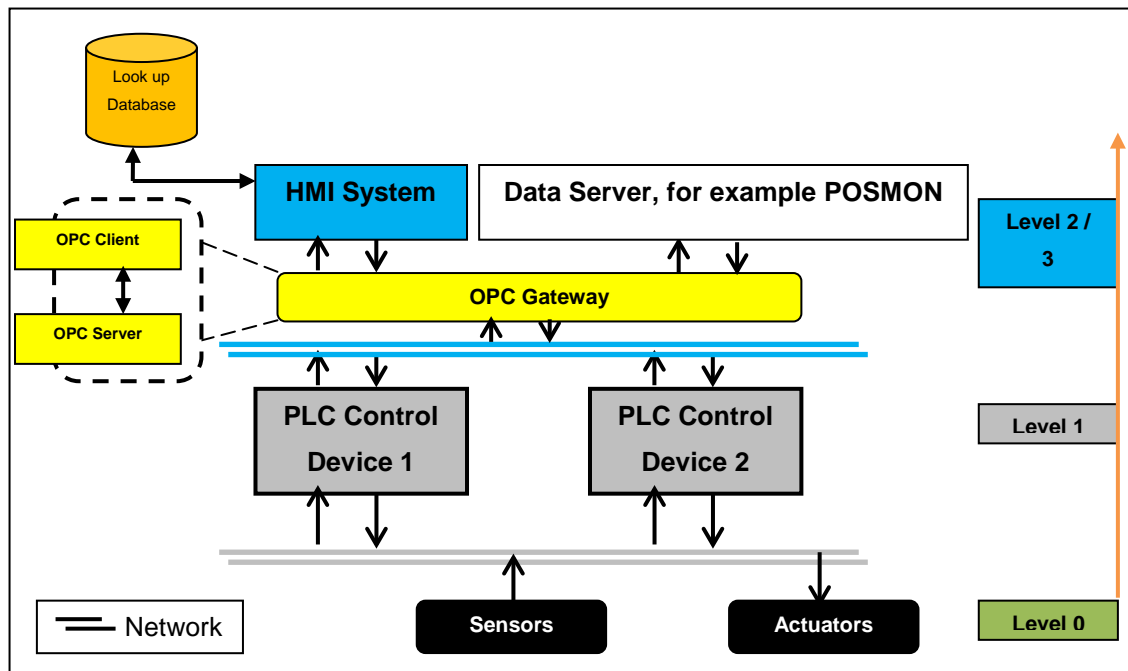 Look up
Database
HMI System
Data Server, for example POSMON
Level 2 /
3
OPC Client
OPC Server
OPC Gateway
PLC Control
Device 1
PLC Control
Device 2
Level 1
Network
Sensors
Actuators
Level 0